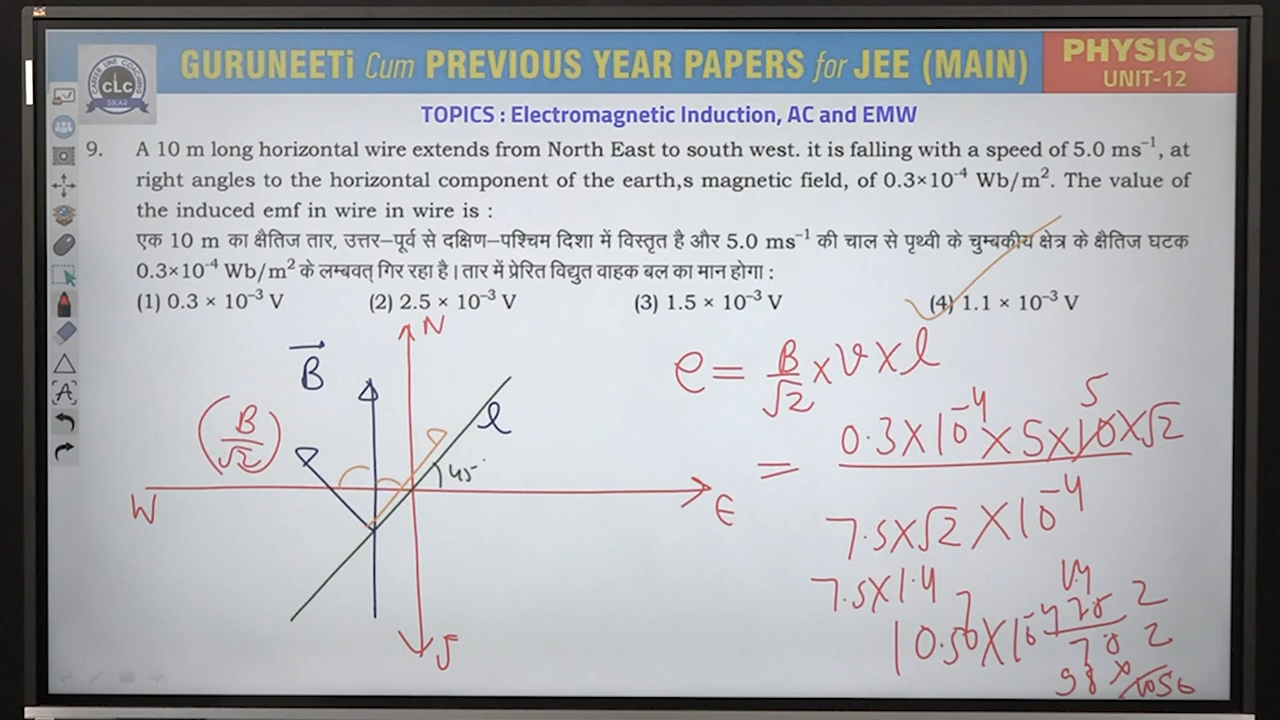 GURUNEETi Cum PREVIOUS YEAR PAPERS for JEE (MAIN)
PHYSICS
UNIT-12
CLC
SIKAR
TOPICS : Electromagnetic Induction, AC and EMW
9. A 10 m long horizontal wire extends from North East to south west. it is falling with a speed of 5.0 ms⁻¹, at
right angles to the horizontal component of the earth,s magnetic field, of 0.3×10⁻⁴ Wb/m². The value of
the induced emf in wire in wire is :
एक 10 m का क्षैतिज तार, उत्तर–पूर्व से दक्षिण–पश्चिम दिशा में विस्तृत है और 5.0 ms⁻¹ की चाल से पृथ्वी के चुम्बकीय क्षेत्र के क्षैतिज घटक
0.3×10⁻⁴ Wb/m² के लम्बवत् गिर रहा है। तार में प्रेरित विद्युत वाहक बल का मान होगा :
(1) 0.3 × 10⁻³ V (2) 2.5 × 10⁻³ V (3) 1.5 × 10⁻³ V (4) 1.1 × 10⁻³ V
N
B
(B/√2)
l
45°
W
E
S
e = B/√2 × v × l
5
= 0.3×10⁻⁴ × 5×10×√2
7.5×√2 ×10⁻⁴
7.5×1.4
10.50×10⁻⁴